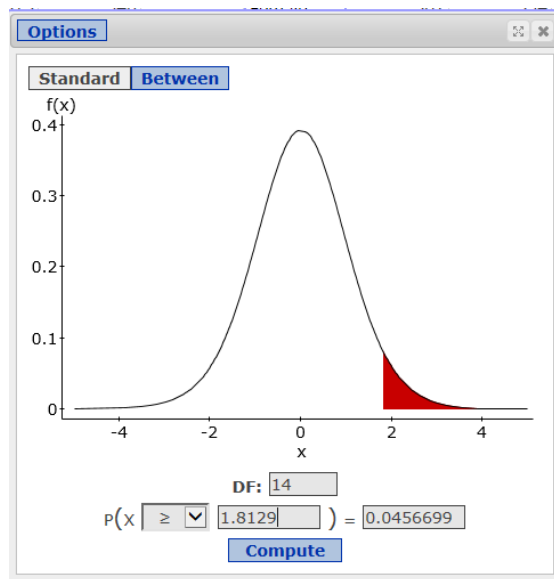 Options
Standard Between
f(x)
0.4
0.3
0.2
0.1
0
-4 -2 0 2 4
x
DF: 14
P(X ≥ 1.8129 ) = 0.0456699
Compute